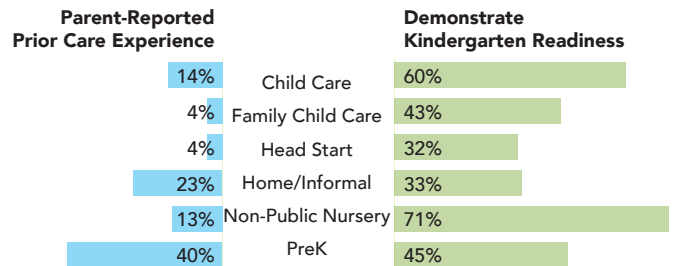 Parent-Reported
Prior Care Experience
Demonstrate
Kindergarten Readiness
14% Child Care 60%
4% Family Child Care 43%
4% Head Start 32%
23% Home/Informal 33%
13% Non-Public Nursery 71%
40% PreK 45%